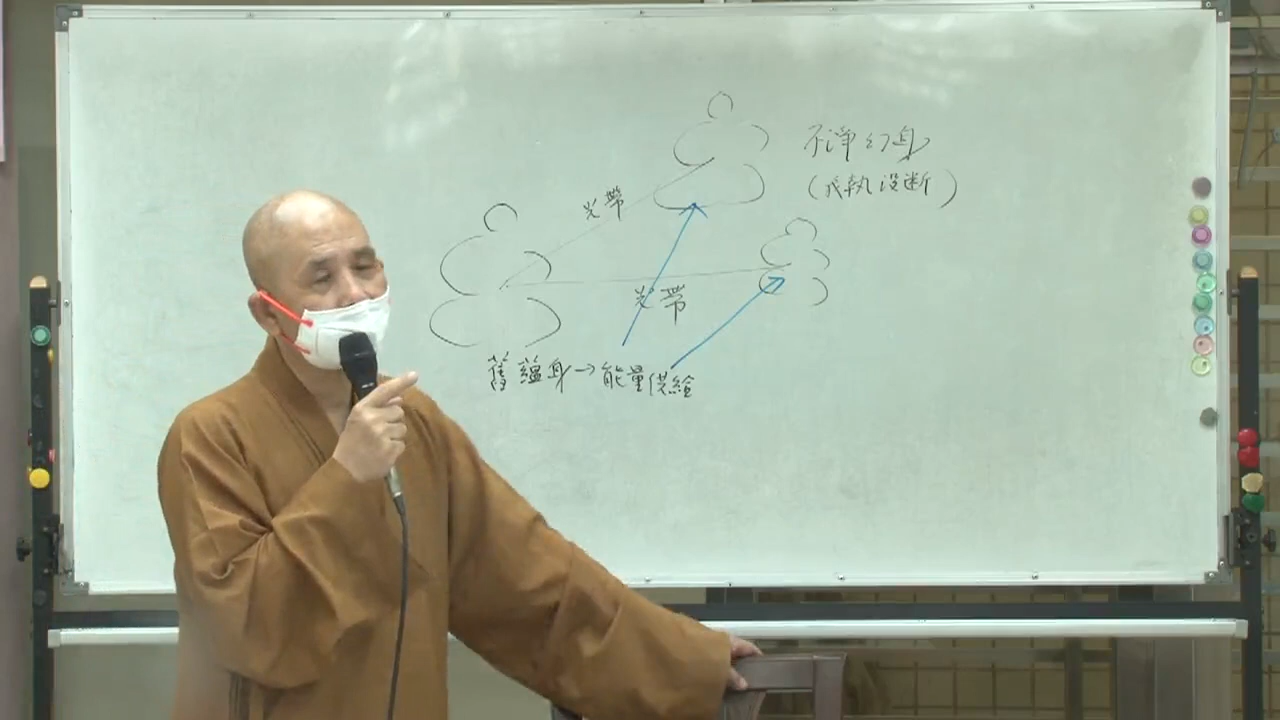 不淨幻身
(我執沒斷)
光帶
光帶
舊蘊身→能量供給